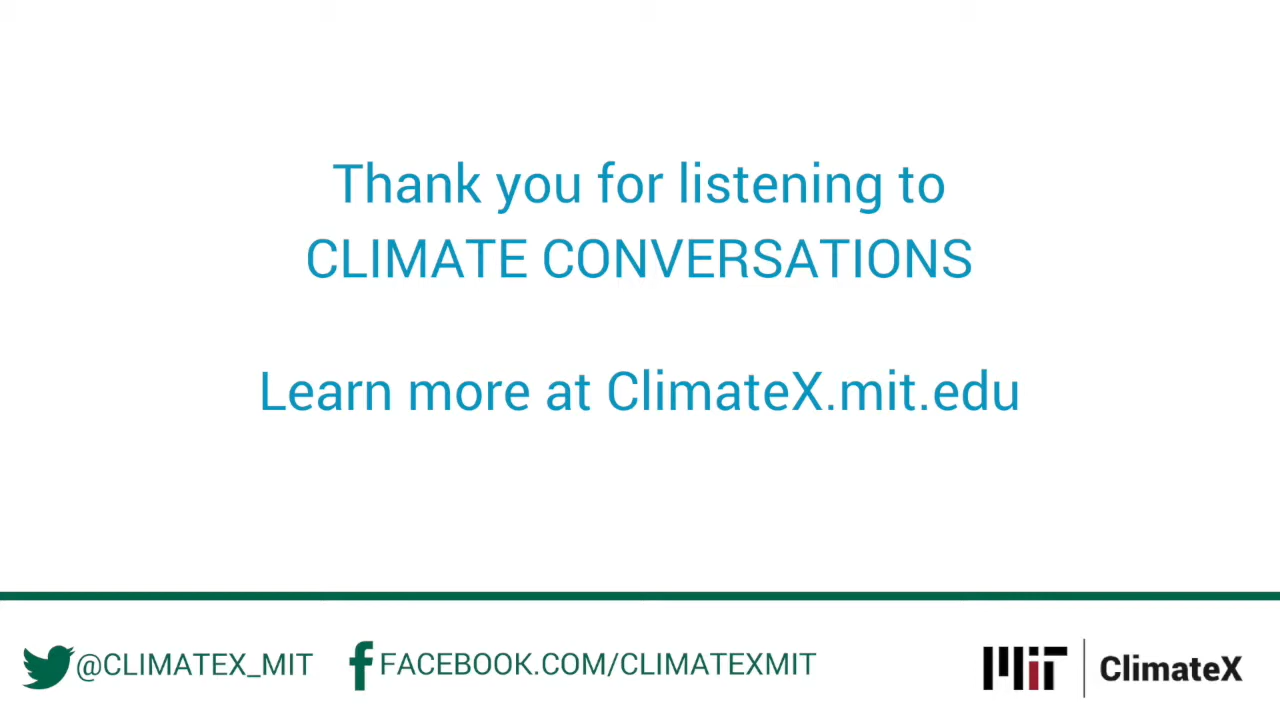 Thank you for listening to
CLIMATE CONVERSATIONS
Learn more at ClimateX.mit.edu
@CLIMATEX_MIT FACEBOOK.COM/CLIMATEXMIT MIT ClimateX